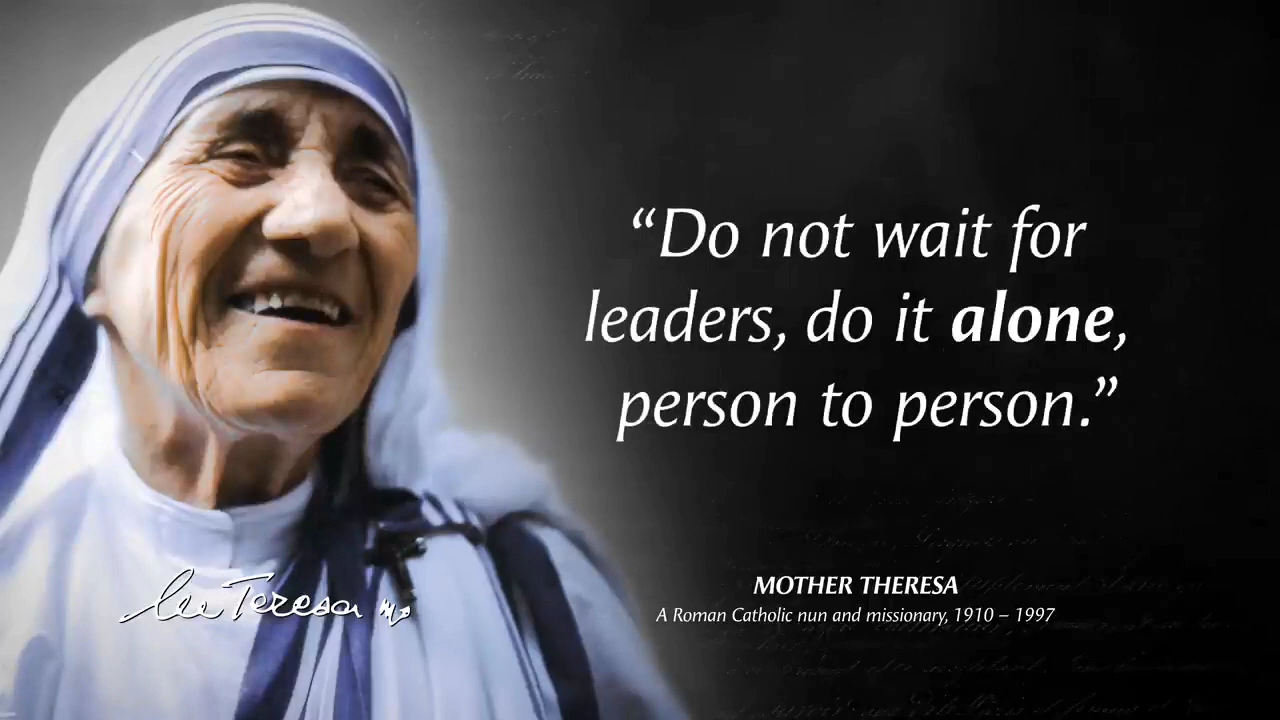 “Do not wait for
leaders, do it alone,
person to person.”
MOTHER THERESA
A Roman Catholic nun and missionary, 1910 – 1997
Teresa